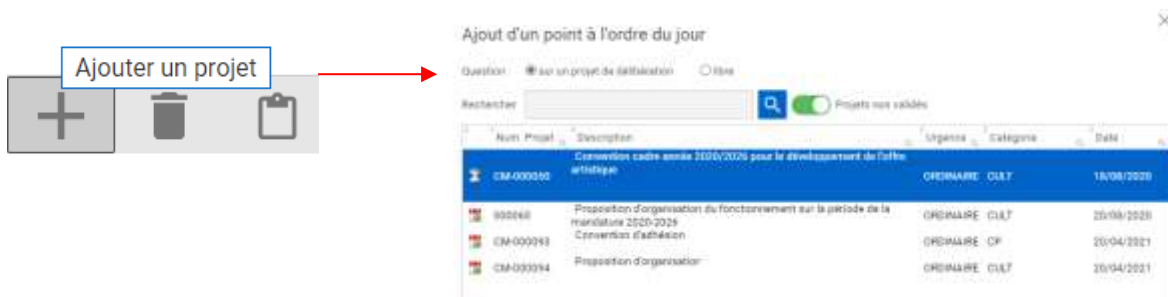 Ajouter un projet
Ajout d'un point à l'ordre du jour
Question sur un projet de délibération libre
Rechercher Projets non validés
Num Projet Description Urgence Catégorie Date
Convention cadre année 2020/2026 pour le développement de l'offre
CM-000050 artistique ORDINAIRE CULT 18/08/2020
000060 Proposition d'organisation du fonctionnement sur la période de la ORDINAIRE CULT 20/08/2020
mandature 2020-2026
CM-000093 Convention d'adhésion ORDINAIRE CP 20/04/2021
CM-000094 Proposition d'organisation ORDINAIRE CULT 20/04/2021